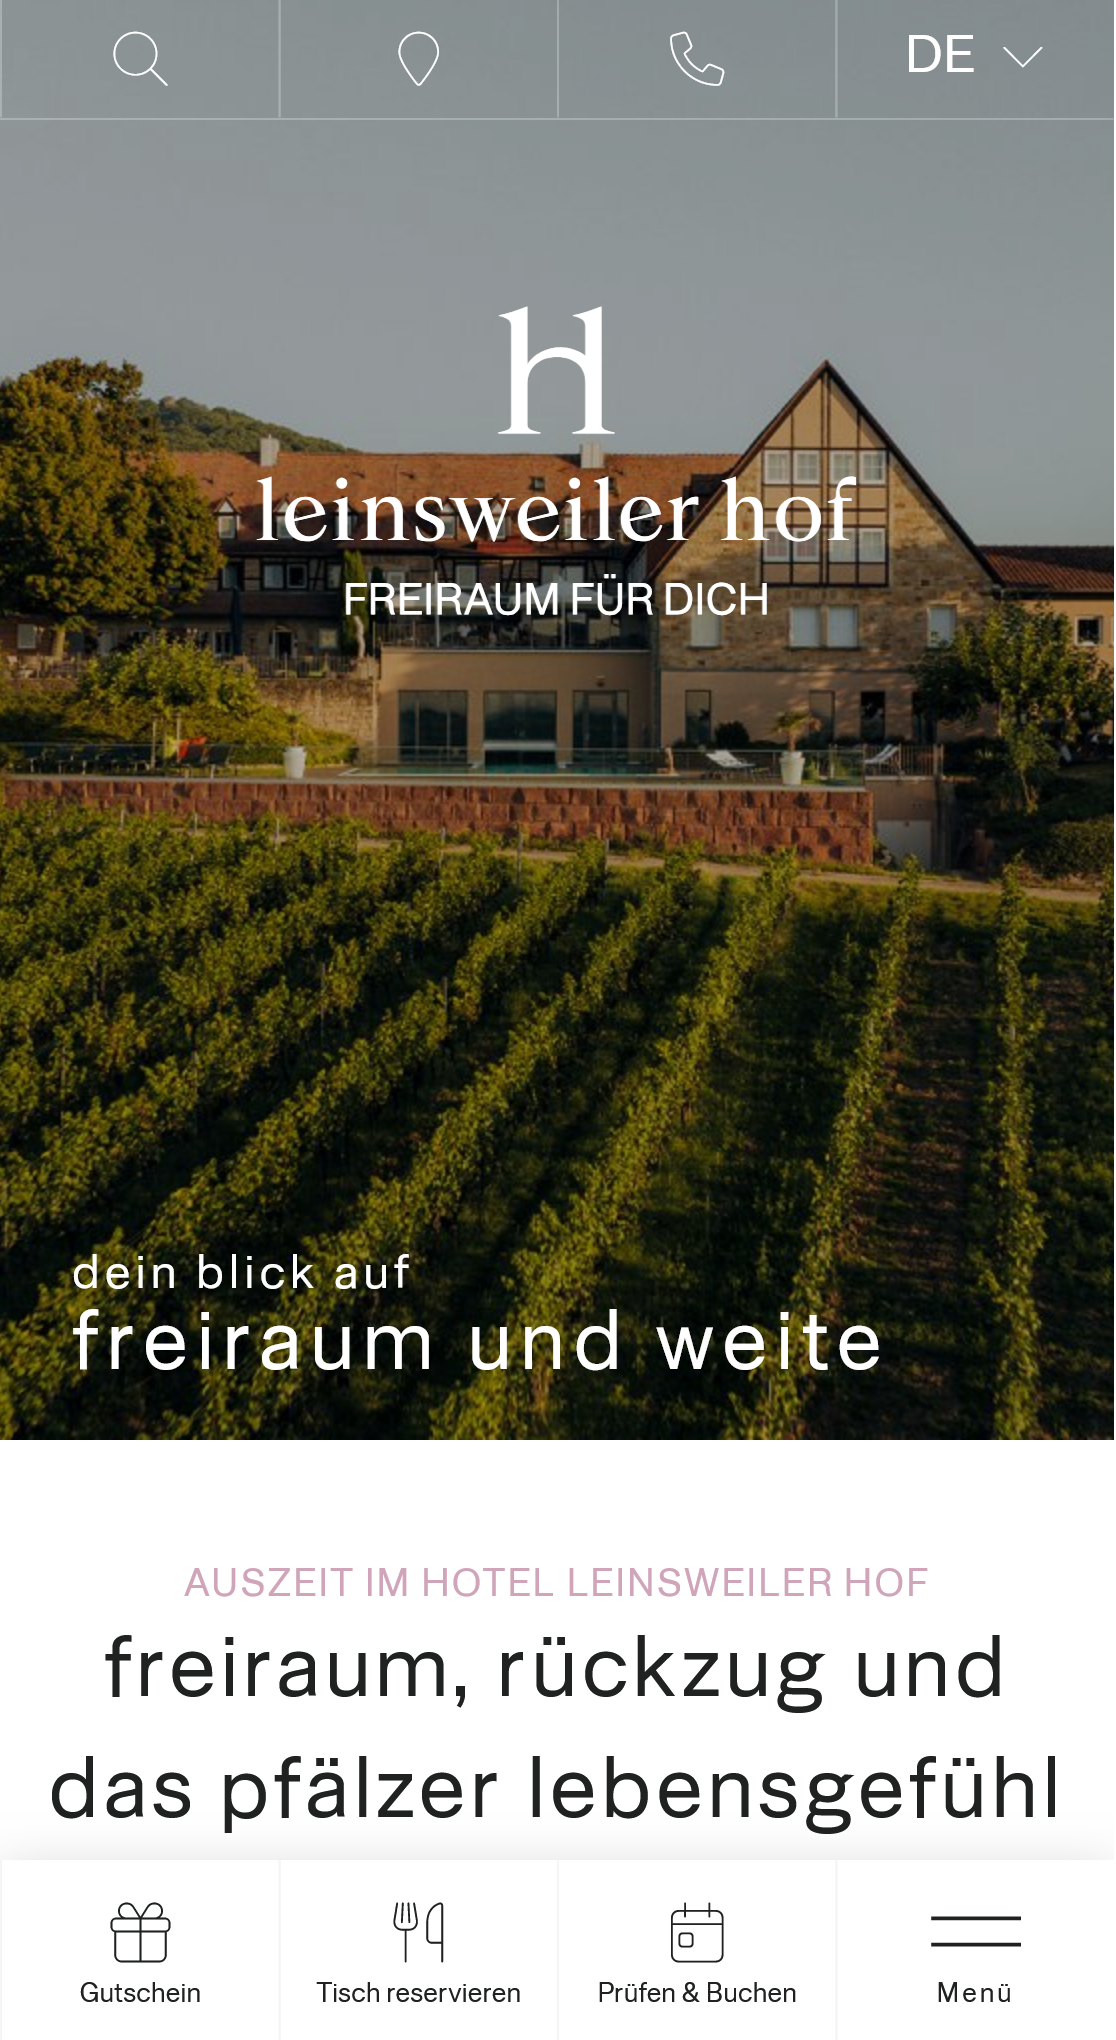 DE
h
leinsweiler hof
FREIRAUM FÜR DICH
dein blick auf
freiraum und weite
AUSZEIT IM HOTEL LEINSWEILER HOF
freiraum, rückzug und
das pfälzer lebensgefühl
Gutschein
Tisch reservieren
Prüfen & Buchen
Menü